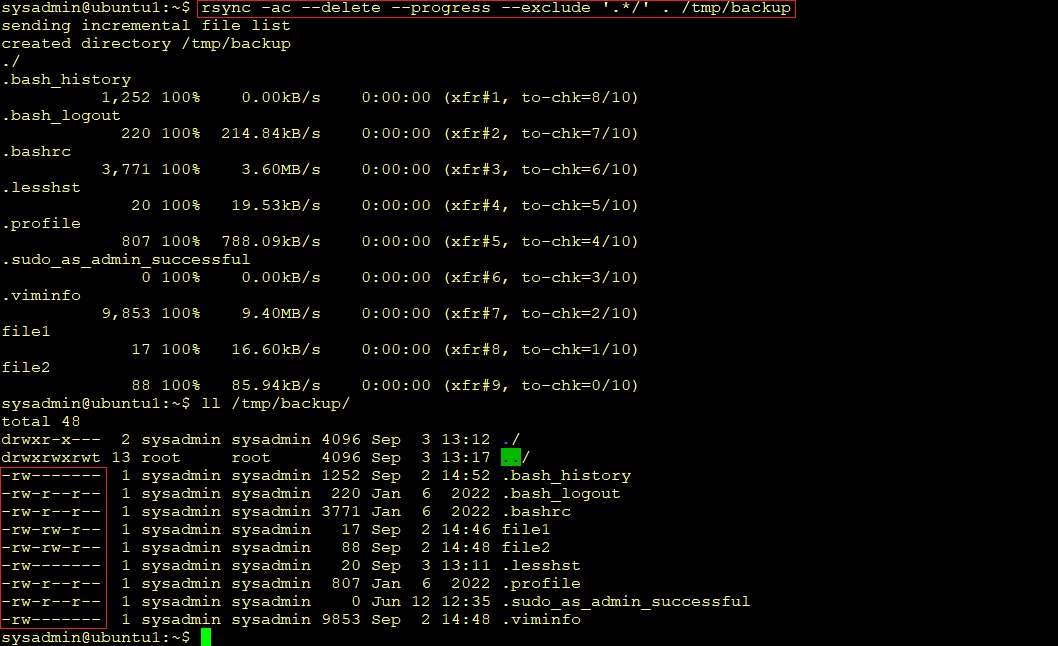 sysadmin@ubuntu1:~$ rsync -ac --delete --progress --exclude '.*/' . /tmp/backup
sending incremental file list
created directory /tmp/backup
./
.bash_history
          1,252 100%    0.00kB/s    0:00:00 (xfr#1, to-chk=8/10)
.bash_logout
            220 100%  214.84kB/s    0:00:00 (xfr#2, to-chk=7/10)
.bashrc
          3,771 100%    3.60MB/s    0:00:00 (xfr#3, to-chk=6/10)
.lesshst
             20 100%   19.53kB/s    0:00:00 (xfr#4, to-chk=5/10)
.profile
            807 100%  788.09kB/s    0:00:00 (xfr#5, to-chk=4/10)
.sudo_as_admin_successful
              0 100%    0.00kB/s    0:00:00 (xfr#6, to-chk=3/10)
.viminfo
          9,853 100%    9.40MB/s    0:00:00 (xfr#7, to-chk=2/10)
file1
             17 100%   16.60kB/s    0:00:00 (xfr#8, to-chk=1/10)
file2
             88 100%   85.94kB/s    0:00:00 (xfr#9, to-chk=0/10)
sysadmin@ubuntu1:~$ ll /tmp/backup/
total 48
drwxr-x---  2 sysadmin sysadmin 4096 Sep  3 13:12 ./
drwxrwxrwt 13 root     root     4096 Sep  3 13:17 ../
-rw-------  1 sysadmin sysadmin 1252 Sep  2 14:52 .bash_history
-rw-r--r--  1 sysadmin sysadmin  220 Jan  6  2022 .bash_logout
-rw-r--r--  1 sysadmin sysadmin 3771 Jan  6  2022 .bashrc
-rw-rw-r--  1 sysadmin sysadmin   17 Sep  2 14:46 file1
-rw-rw-r--  1 sysadmin sysadmin   88 Sep  2 14:48 file2
-rw-------  1 sysadmin sysadmin   20 Sep  3 13:11 .lesshst
-rw-r--r--  1 sysadmin sysadmin  807 Jan  6  2022 .profile
-rw-r--r--  1 sysadmin sysadmin    0 Jun 12 12:35 .sudo_as_admin_successful
-rw-------  1 sysadmin sysadmin 9853 Sep  2 14:48 .viminfo
sysadmin@ubuntu1:~$